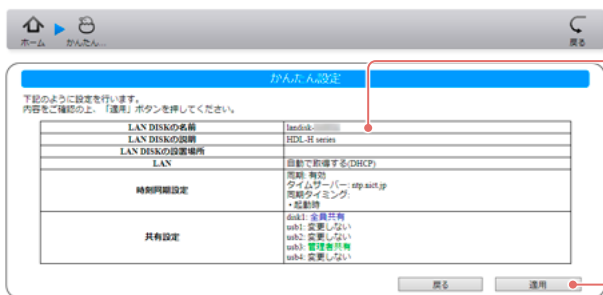 ホーム
かんたん...
戻る
かんたん設定
下記のように設定を行います。
内容をご確認の上、「適用」ボタンを押してください。
LAN DISKの名前 landisk-
LAN DISKの説明 HDL-H series
LAN DISKの設置場所
LAN 自動で取得する(DHCP)
時刻同期設定
同期: 有効
タイムサーバー: ntp.nict.jp
同期タイミング:
・起動時
共有設定
disk1: 全員共有
usb1: 変更しない
usb2: 変更しない
usb3: 管理者共有
usb4: 変更しない
戻る
適用